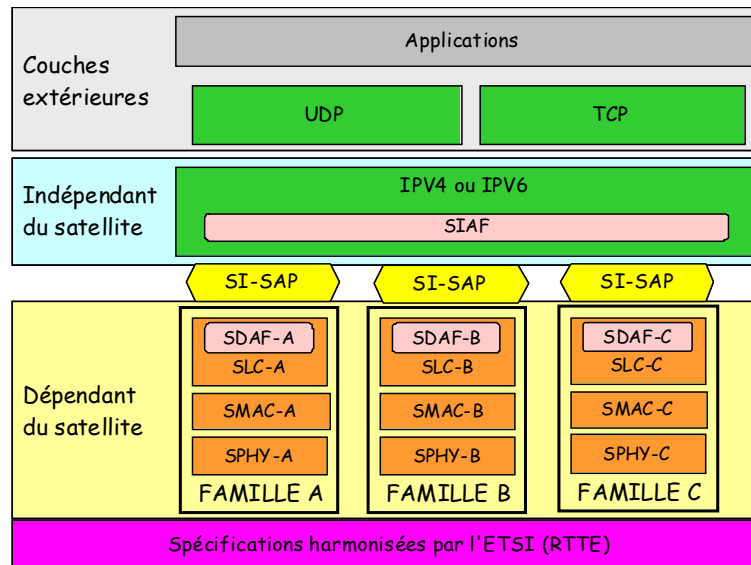 Applications
Couches
extérieures
UDP
TCP
IPV4 ou IPV6
Indépendant
du satellite
SIAF
SI-SAP
SI-SAP
SI-SAP
SDAF-A
SDAF-B
SDAF-C
SLC-A
SLC-B
SLC-C
Dépendant
du satellite
SMAC-A
SMAC-B
SMAC-C
SPHY-A
SPHY-B
SPHY-C
FAMILLE A
FAMILLE B
FAMILLE C
Spécifications harmonisées par l'ETSI (RTTE)